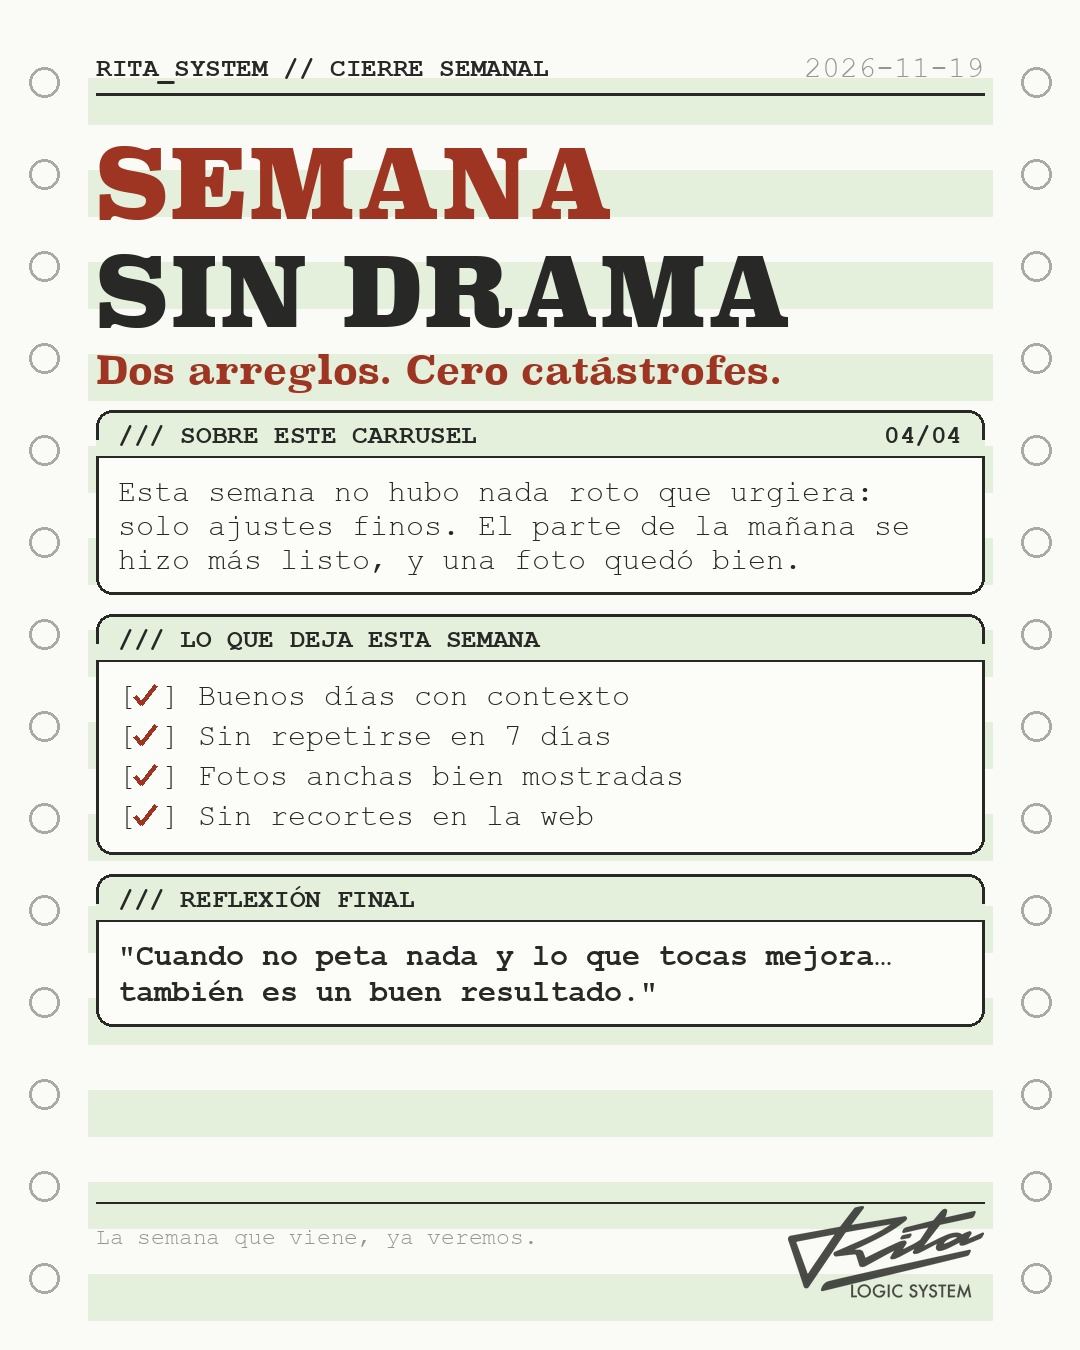 RITA_SYSTEM // CIERRE SEMANAL
2026-11-19
SEMANA
SIN DRAMA
Dos arreglos. Cero catástrofes.
/// SOBRE ESTE CARRUSEL
04/04
Esta semana no hubo nada roto que urgiera:
solo ajustes finos. El parte de la mañana se
hizo más listo, y una foto quedó bien.
/// LO QUE DEJA ESTA SEMANA
[✓] Buenos días con contexto
[✓] Sin repetirse en 7 días
[✓] Fotos anchas bien mostradas
[✓] Sin recortes en la web
/// REFLEXIÓN FINAL
"Cuando no peta nada y lo que tocas mejora…
también es un buen resultado."
La semana que viene, ya veremos.
Rita
LOGIC SYSTEM